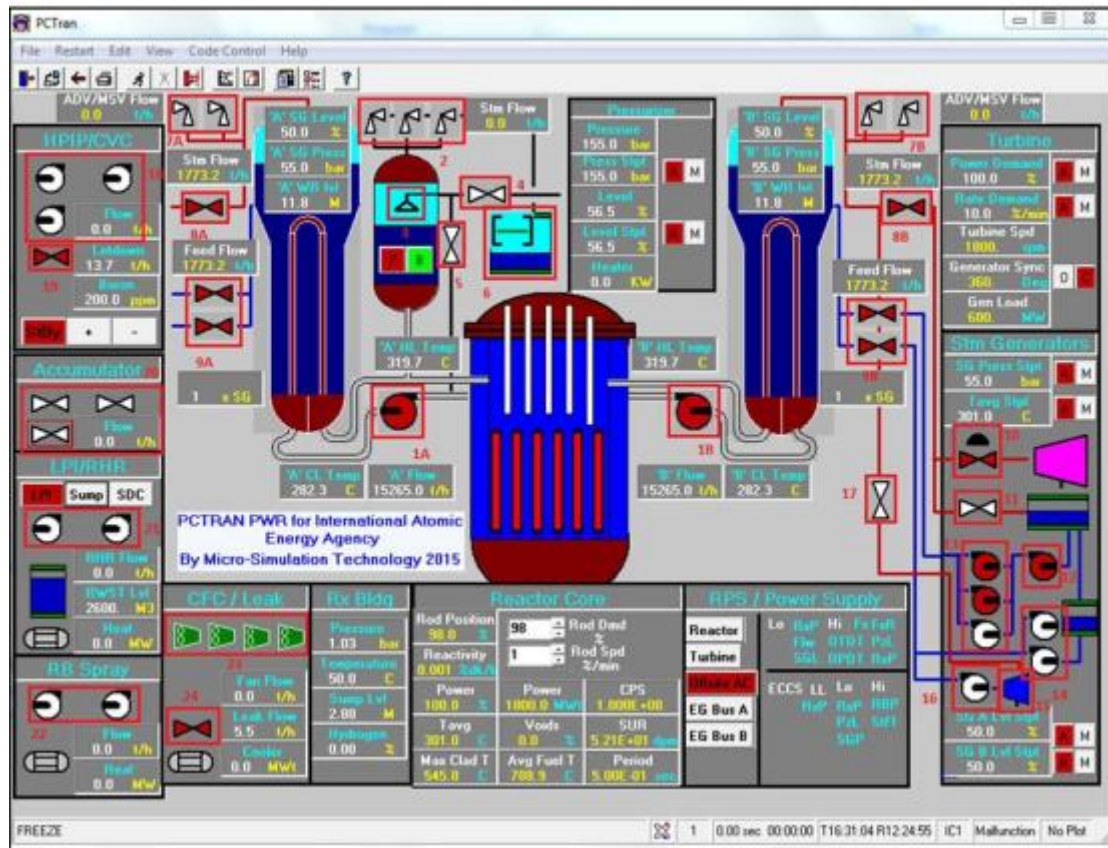 PCTran
File Restart Edit View Code Control Help
ADV/MSV Flow
0.0 t/h
HPIP/CVC
18
Flow
0.0 t/h
Letdown
13.7 t/h
19
Boron
200.0 ppm
StBy + -
Accumulator
20
Flow
0.0 t/h
LPI/RHR
LPI Sump SDC
21
RHR Flow
0.0 t/h
RWST Lvl
2600. M3
Heat
0.0 MW
RB Spray
22
Flow
0.0 t/h
Heat
0.0 MW
7A
Stm Flow
1773.2 t/h
8A
Feed Flow
1773.2 t/h
9A
1 x SG
'A' SG Level
50.0 %
'A' SG Press
55.0 bar
'A' WR lvl
11.8 M
2
Stm Flow
0.0 t/h
4
4
5
6
'A' HL Temp
319.7 C
1A
'A' CL Temp
282.3 C
'A' Flow
15265.0 t/h
Pressurizer
Pressure
155.0 bar
Press Stpt
155.0 bar
A M
Level
56.5 %
Level Stpt
56.5 %
A M
Heater
0.0 KW
'B' HL Temp
319.7 C
1B
'B' Flow
15265.0 t/h
'B' CL Temp
282.3 C
'B' SG Level
50.0 %
'B' SG Press
55.0 bar
'B' WR lvl
11.8 M
7B
Stm Flow
1773.2 t/h
8B
Feed Flow
1773.2 t/h
9B
1 x SG
17
ADV/MSV Flow
0.0 t/h
Turbine
Power Demand
100.0 %
A M
Rate Demand
10.0 %/min
A M
Turbine Spd
1800. rpm
Generator Sync
360. Deg
O C
Gen Load
600. MW
Stm Generators
SG Press Stpt
55.0 bar
A M
Tavg Stpt
301.0 C
A M
10
11
12
13
14
15
16
SG A Lvl Stpt
50.0 %
A M
SG B Lvl Stpt
50.0 %
A M
PCTRAN PWR for International Atomic
Energy Agency
By Micro-Simulation Technology 2015
CFC / Leak
23
24
Fan Flow
0.0 t/h
Leak Flow
5.5 t/h
Cooler
0.0 MWt
Rx Bldg
Pressure
1.03 bar
Temperature
50.0 C
Sump Lvl
2.80 M
Hydrogen
0.00 %
Reactor Core
Rod Position
98.0 %
98 Rod Dmd
%
Reactivity
0.001 %dk/k
1 Rod Spd
%/min
Power
100.0 %
Power
1800.0 MWt
CPS
1.000E+00
Tavg
301.0 C
Voids
0.0 %
SUR
5.21E+01 dpm
Max Clad T
545.0 C
Avg Fuel T
708.9 C
Period
5.00E-01 sec
RPS / Power Supply
Reactor
Turbine
Offsite AC
EG Bus A
EG Bus B
Lo RxP Hi
Flw OTDT PzL
SGL OPDT RxP
ECCS LL Lo Hi
RxP RxP RBP
PzL
SGP
FREEZE
1 0.00 sec 00:00:00 T16:31:04 R12:24:55 IC1 Malfunction No Plot